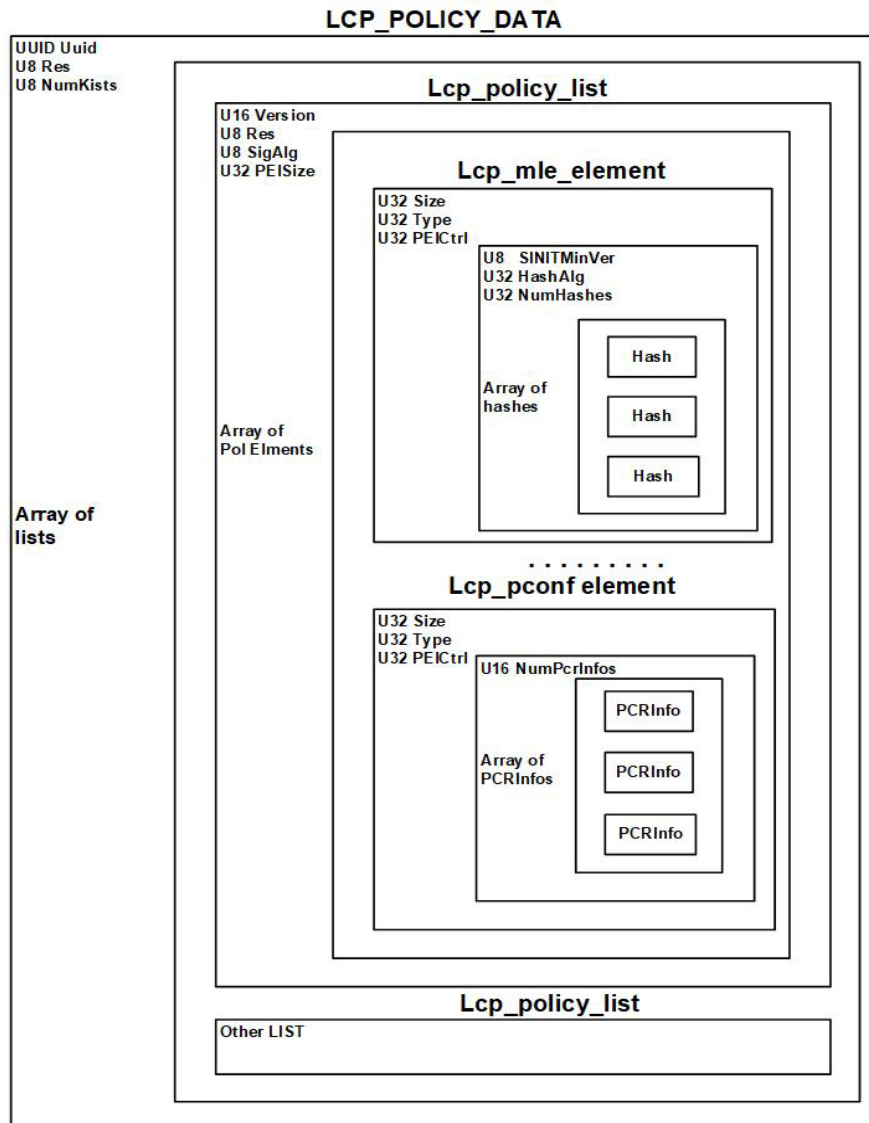 LCP_POLICY_DATA
UUID Uuid
U8 Res
U8 NumKists
Lcp_policy_list
U16 Version
U8 Res
U8 SigAlg
U32 PEISize
Lcp_mle_element
U32 Size
U32 Type
U32 PEICtrl
U8 SINITMinVer
U32 HashAlg
U32 NumHashes
Hash
Array of
hashes
Hash
Hash
Array of
Pol Elments
Array of
lists
. . . . . . . . .
Lcp_pconf element
U32 Size
U32 Type
U32 PEICtrl
U16 NumPcrInfos
PCRInfo
Array of
PCRInfos
PCRInfo
PCRInfo
Lcp_policy_list
Other LIST